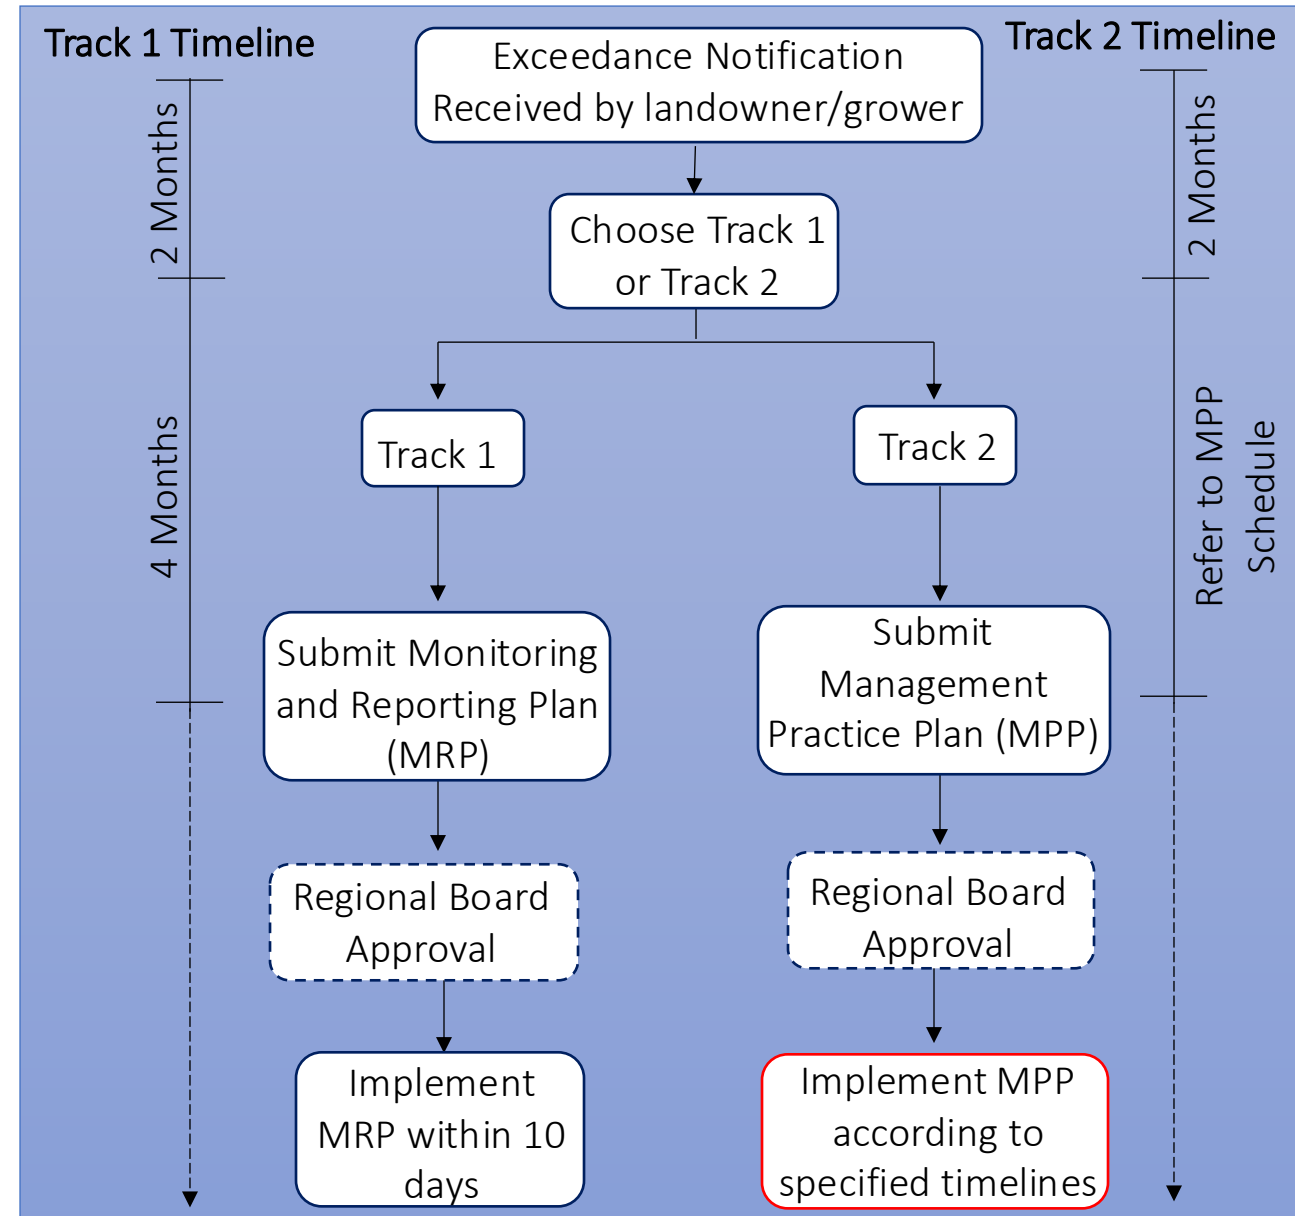 Track 1 Timeline
Track 2 Timeline
Exceedance Notification
Received by landowner/grower
2 Months
2 Months
Choose Track 1
or Track 2
4 Months
Refer to MPP
Schedule
Track 1
Track 2
Submit Monitoring
and Reporting Plan
(MRP)
Submit
Management
Practice Plan (MPP)
Regional Board
Approval
Regional Board
Approval
Implement
MRP within 10
days
Implement MPP
according to
specified timelines